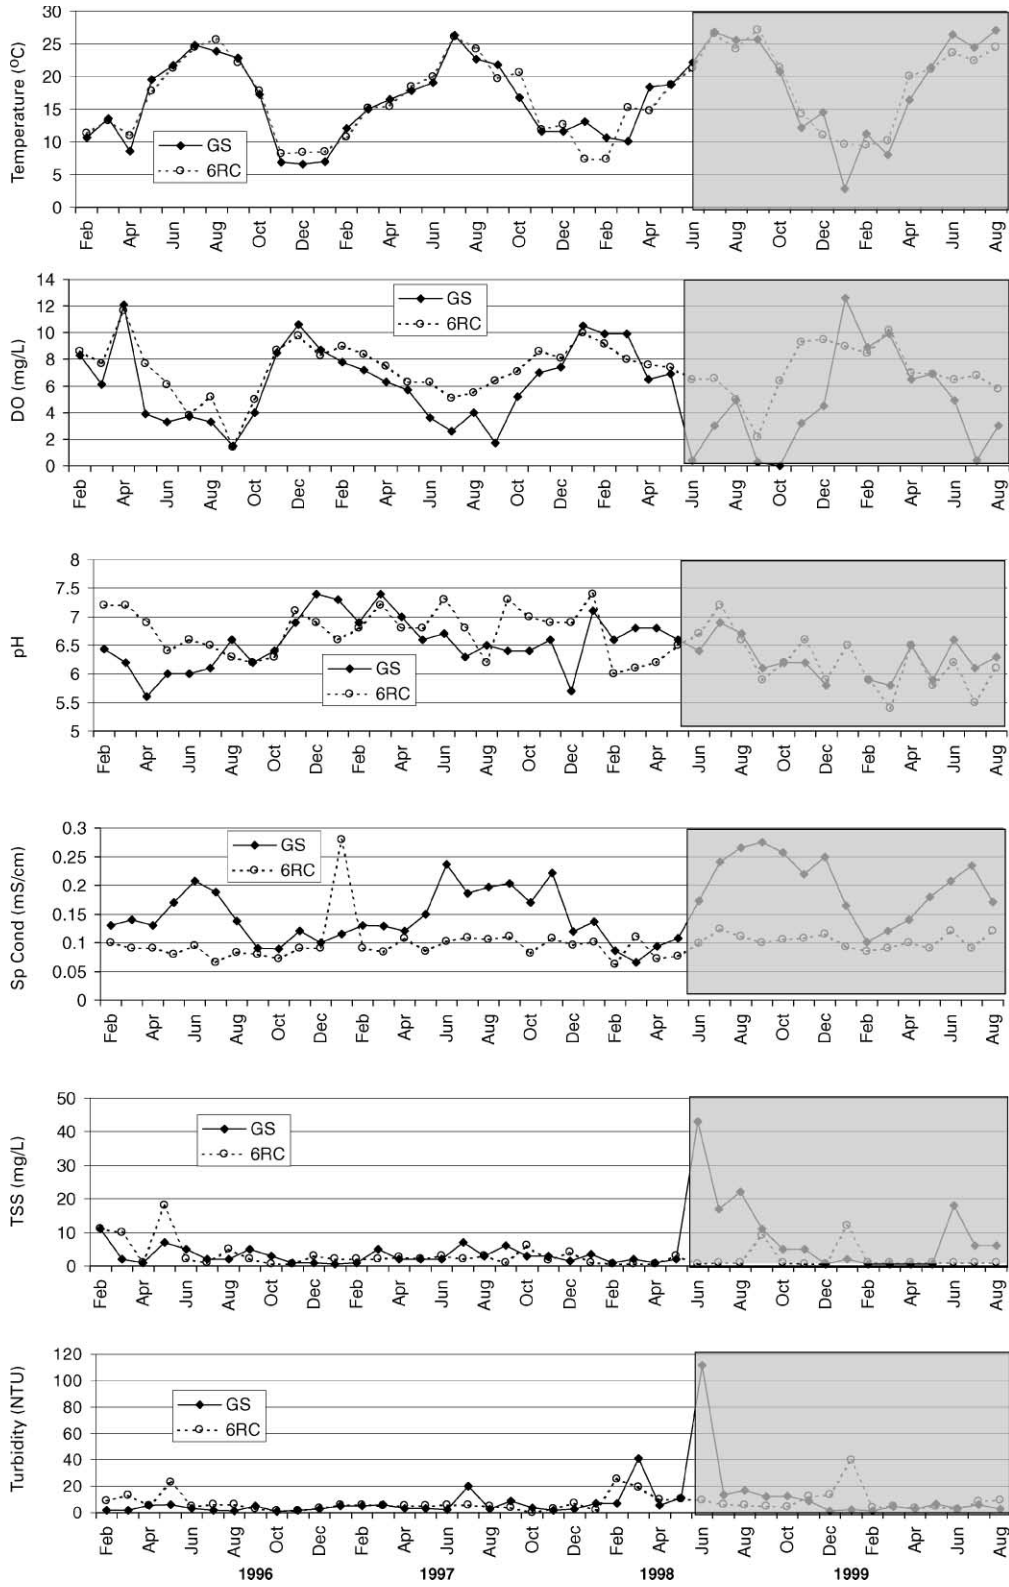 Temperature (°C)
30
25
20
15
10
5
0
GS
6RC
Feb Apr Jun Aug Oct Dec Feb Apr Jun Aug Oct Dec Feb Apr Jun Aug Oct Dec Feb Apr Jun Aug
DO (mg/L)
14
12
10
8
6
4
2
0
GS
6RC
Feb Apr Jun Aug Oct Dec Feb Apr Jun Aug Oct Dec Feb Apr Jun Aug Oct Dec Feb Apr Jun Aug
pH
8
7.5
7
6.5
6
5.5
5
GS
6RC
Feb Apr Jun Aug Oct Dec Feb Apr Jun Aug Oct Dec Feb Apr Jun Aug Oct Dec Feb Apr Jun Aug
Sp Cond (mS/cm)
0.3
0.25
0.2
0.15
0.1
0.05
0
GS
6RC
Feb Apr Jun Aug Oct Dec Feb Apr Jun Aug Oct Dec Feb Apr Jun Aug Oct Dec Feb Apr Jun Aug
TSS (mg/L)
50
40
30
20
10
0
GS
6RC
Feb Apr Jun Aug Oct Dec Feb Apr Jun Aug Oct Dec Feb Apr Jun Aug Oct Dec Feb Apr Jun Aug
Turbidity (NTU)
120
100
80
60
40
20
0
GS
6RC
Feb Apr Jun Aug Oct Dec Feb Apr Jun Aug Oct Dec Feb Apr Jun Aug Oct Dec Feb Apr Jun Aug
1996 1997 1998 1999